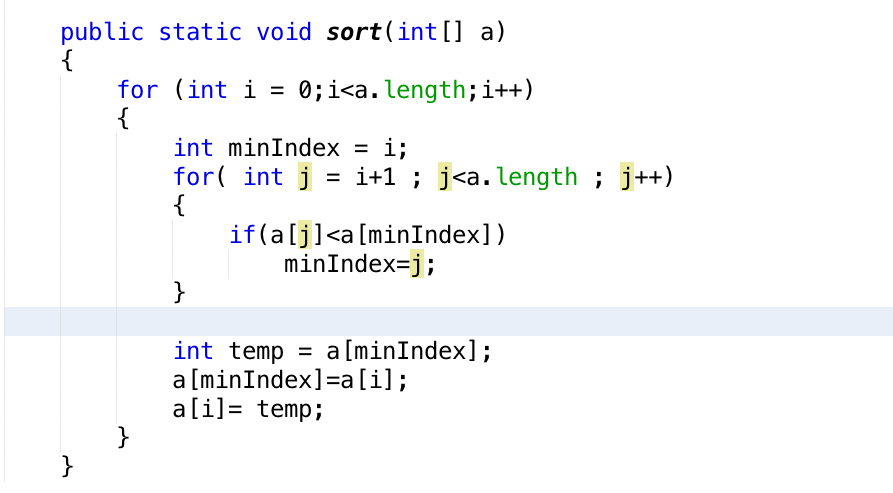 public static void sort(int[] a)
{
    for (int i = 0;i<a.length;i++)
    {
        int minIndex = i;
        for( int j = i+1 ; j<a.length ; j++)
        {
            if(a[j]<a[minIndex])
                minIndex=j;
        }

        int temp = a[minIndex];
        a[minIndex]=a[i];
        a[i]= temp;
    }
}